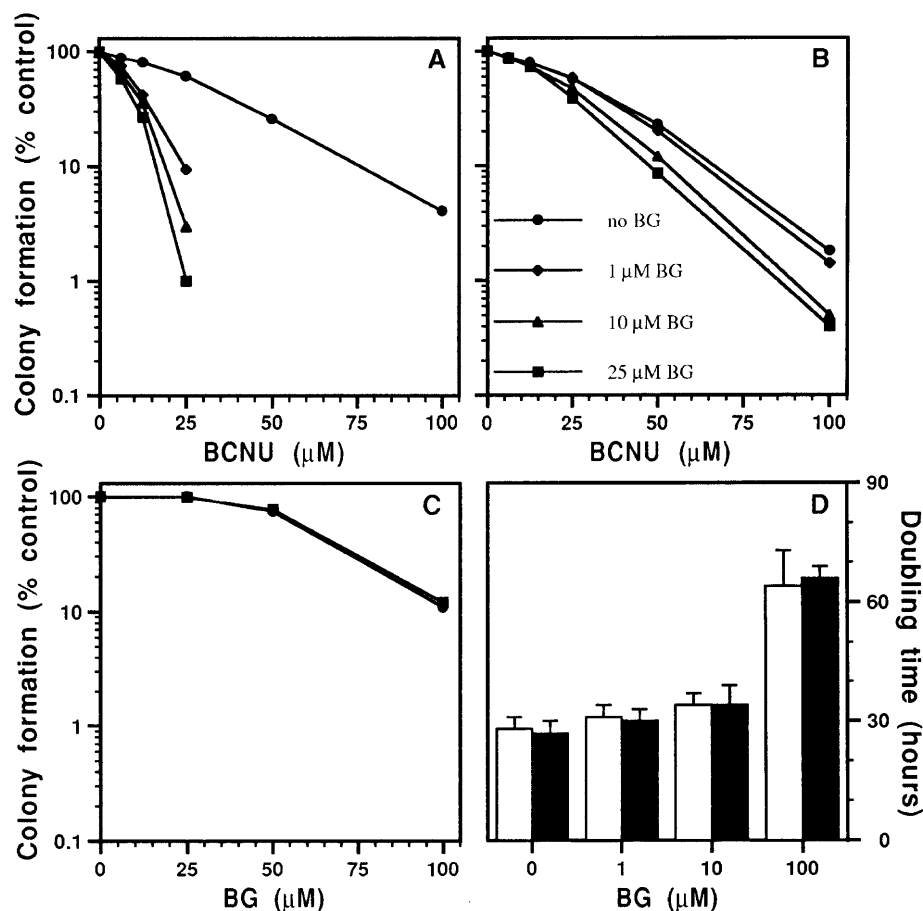 A
Colony formation (% control)
100
10
1
0.1
0 25 50 75 100
BCNU (µM)
B
no BG
1 µM BG
10 µM BG
25 µM BG
0 25 50 75 100
BCNU (µM)
C
Colony formation (% control)
100
10
1
0.1
0 25 50 75 100
BG (µM)
D
90
60
30
0
Doubling time (hours)
0 1 10 100
BG (µM)